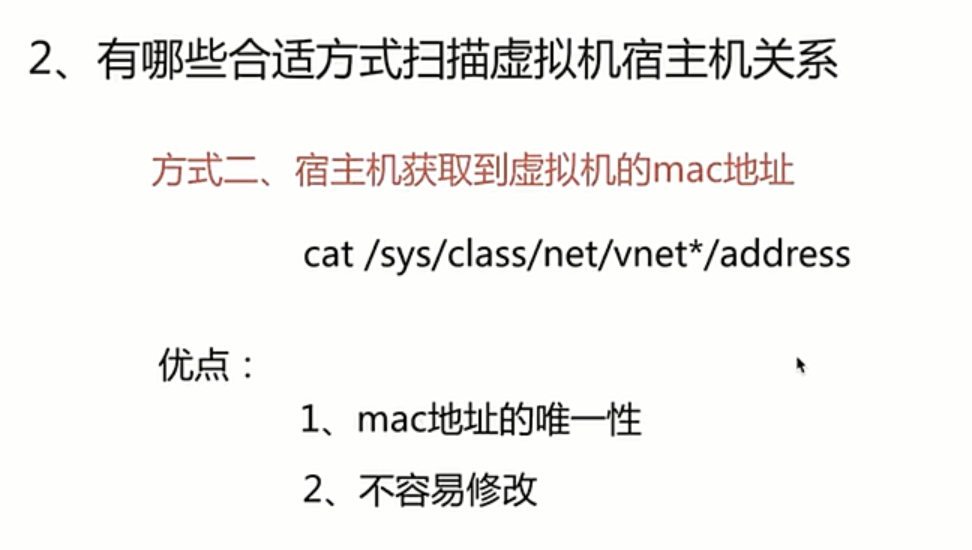 2、有哪些合适方式扫描虚拟机宿主机关系
方式二、宿主机获取到虚拟机的mac地址
cat /sys/class/net/vnet*/address
优点：
1、mac地址的唯一性
2、不容易修改